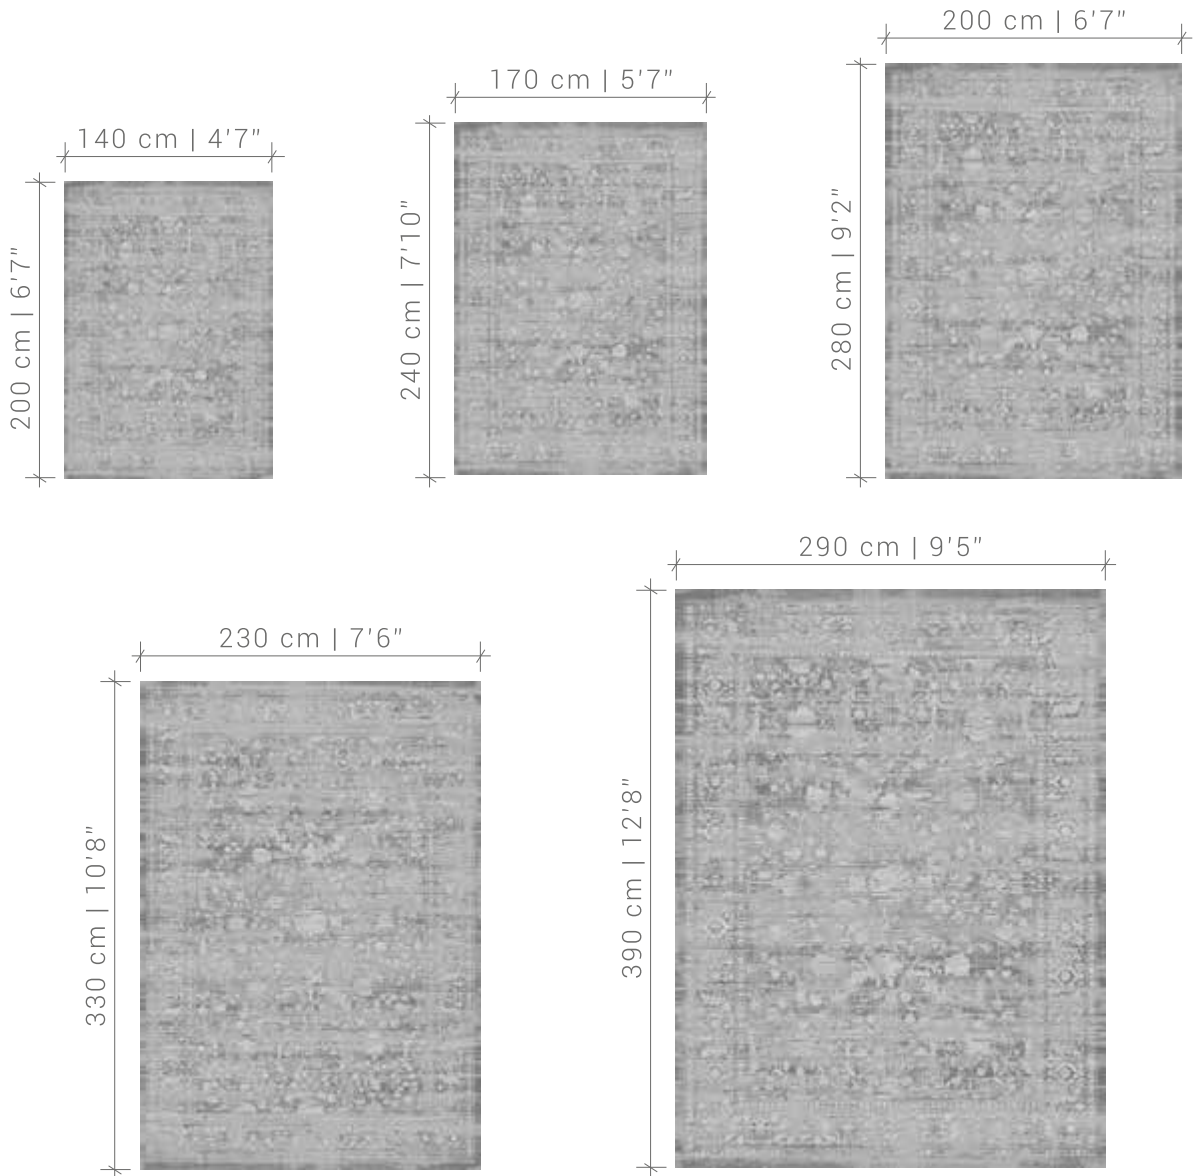 200 cm | 6'7"
170 cm | 5'7"
140 cm | 4'7"
280 cm | 9'2"
240 cm | 7'10"
200 cm | 6'7"
290 cm | 9'5"
230 cm | 7'6"
390 cm | 12'8"
330 cm | 10'8"